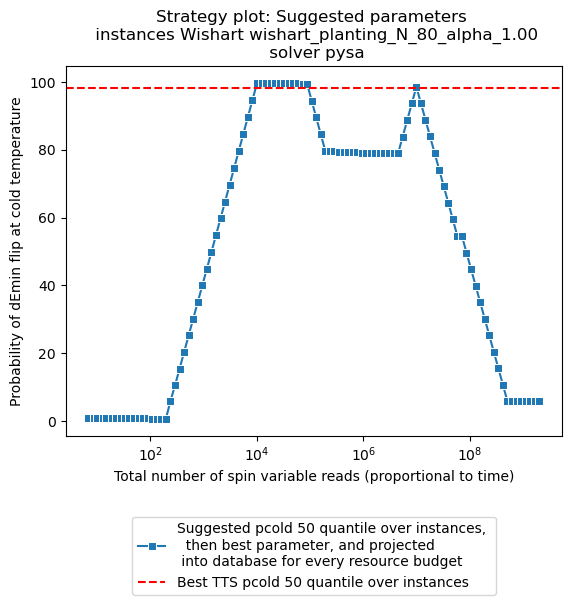 Strategy plot: Suggested parameters
instances Wishart wishart_planting_N_80_alpha_1.00
solver pysa
Probability of dEmin flip at cold temperature
100
80
60
40
20
0
10^2 10^4 10^6 10^8
Total number of spin variable reads (proportional to time)
Suggested pcold 50 quantile over instances,
then best parameter, and projected
into database for every resource budget
Best TTS pcold 50 quantile over instances